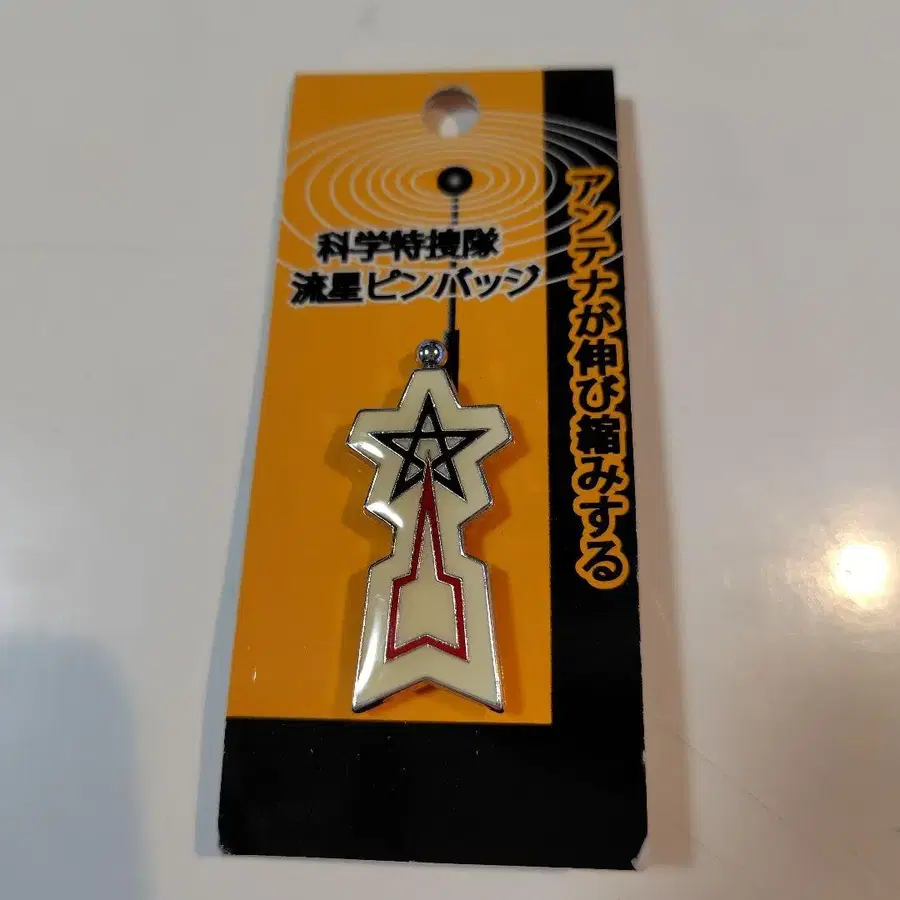 科学特捜隊
流星ピンバッジ
アンテナが伸び縮みする